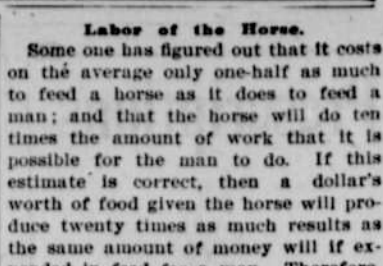 Labor of the Horse.
Some one has figured out that it costs
on the average only one-half as much
to feed a horse as it does to feed a
man; and that the horse will do ten
times the amount of work that it is
possible for the man to do. If this
estimate is correct, then a dollar's
worth of food given the horse will pro-
duce twenty times as much results as
the same amount of money will if ex-